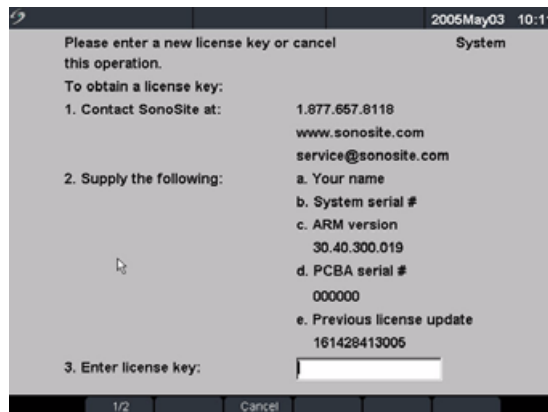 2005May03 10:1
Please enter a new license key or cancel System
this operation.
To obtain a license key:
1. Contact SonoSite at: 1.877.657.8118
www.sonosite.com
service@sonosite.com
2. Supply the following: a. Your name
b. System serial #
c. ARM version
30.40.300.019
d. PCBA serial #
000000
e. Previous license update
161428413005
3. Enter license key:
1/2 Cancel